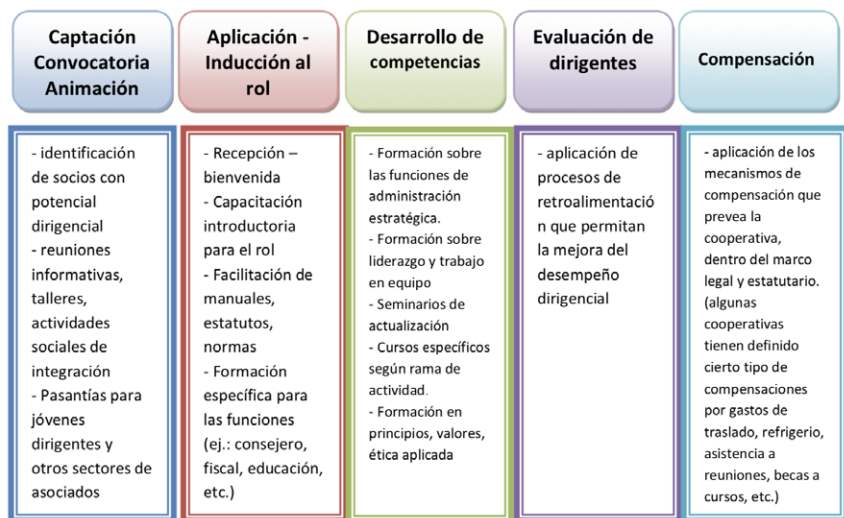 Captación
Convocatoria
Animación
- identificación
de socios con
potencial
dirigencial
- reuniones
informativas,
talleres,
actividades
sociales de
integración
- Pasantías para
jóvenes
dirigentes y
otros sectores de
asociados
Aplicación -
Inducción al
rol
- Recepción –
bienvenida
- Capacitación
introductoria
para el rol
- Facilitación de
manuales,
estatutos,
normas
- Formación
específica para
las funciones
(ej.: consejero,
fiscal, educación,
etc.)
Desarrollo de
competencias
- Formación sobre
las funciones de
administración
estratégica.
- Formación sobre
liderazgo y trabajo
en equipo
- Seminarios de
actualización
- Cursos específicos
según rama de
actividad.
- Formación en
principios, valores,
ética aplicada
Evaluación de
dirigentes
- aplicación de
procesos de
retroalimentació
n que permitan
la mejora del
desempeño
dirigencial
Compensación
- aplicación de los
mecanismos de
compensación que
prevea la
cooperativa,
dentro del marco
legal y estatutario.
(algunas
cooperativas
tienen definido
cierto tipo de
compensaciones
por gastos de
traslado, refrigerio,
asistencia a
reuniones, becas a
cursos, etc.)